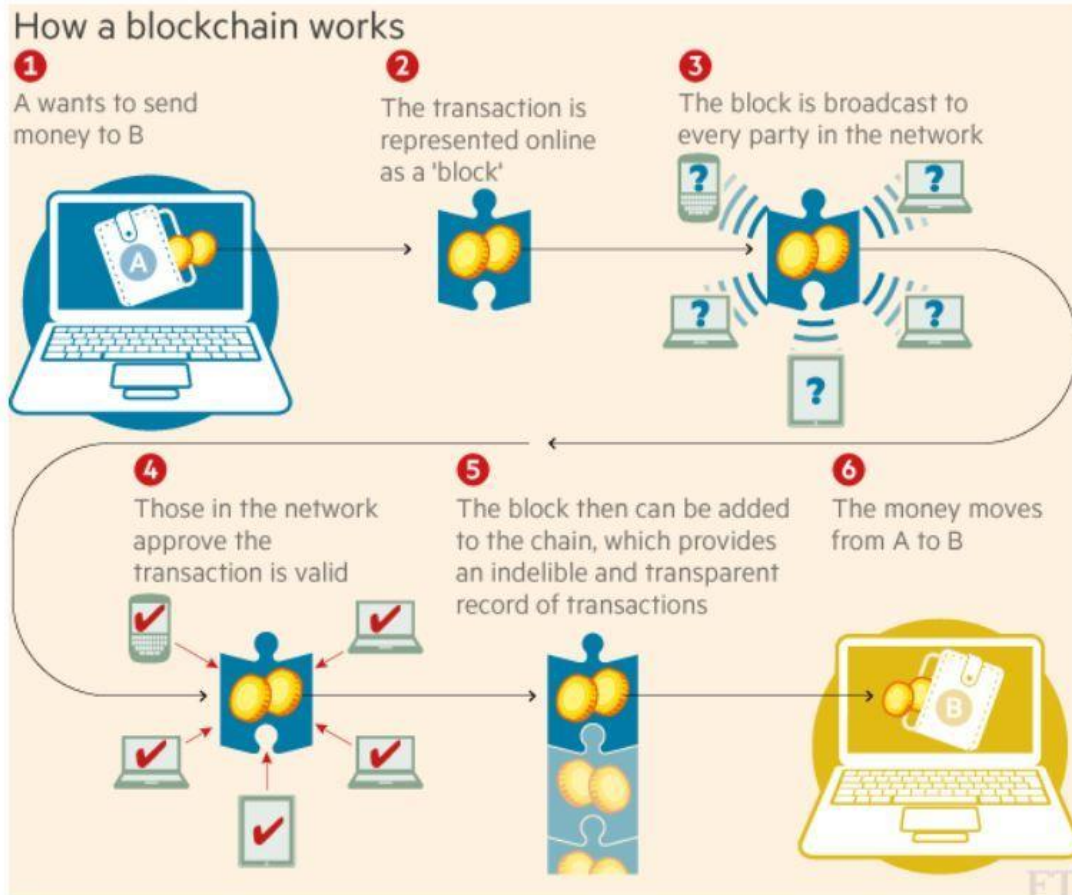 How a blockchain works
1
A wants to send
money to B
2
The transaction is
represented online
as a 'block'
3
The block is broadcast to
every party in the network
?
?
A
?
?
?
4
Those in the network
approve the
transaction is valid
5
The block then can be added
to the chain, which provides
an indelible and transparent
record of transactions
6
The money moves
from A to B
B
FT